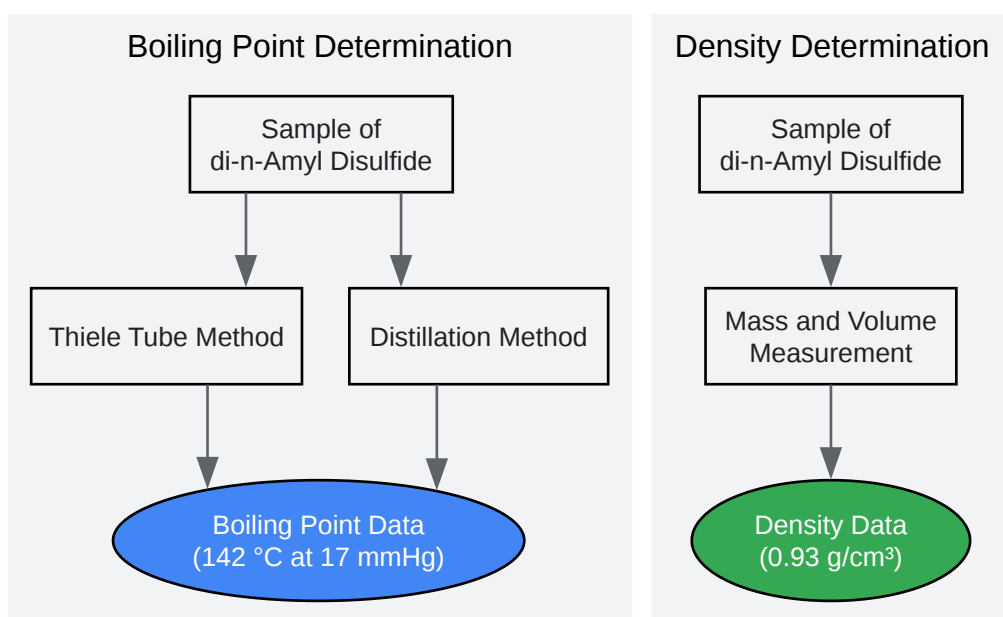 Boiling Point Determination
Sample of
di-n-Amyl Disulfide
Thiele Tube Method
Distillation Method
Boiling Point Data
(142 °C at 17 mmHg)
Density Determination
Sample of
di-n-Amyl Disulfide
Mass and Volume
Measurement
Density Data
(0.93 g/cm³)